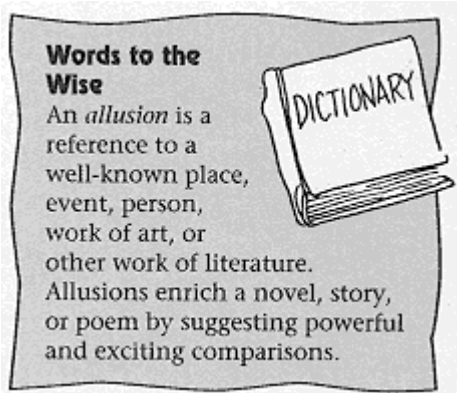 Words to the
Wise
An allusion is a
reference to a
well-known place,
event, person,
work of art, or
other work of literature.
Allusions enrich a novel, story,
or poem by suggesting powerful
and exciting comparisons.
DICTIONARY